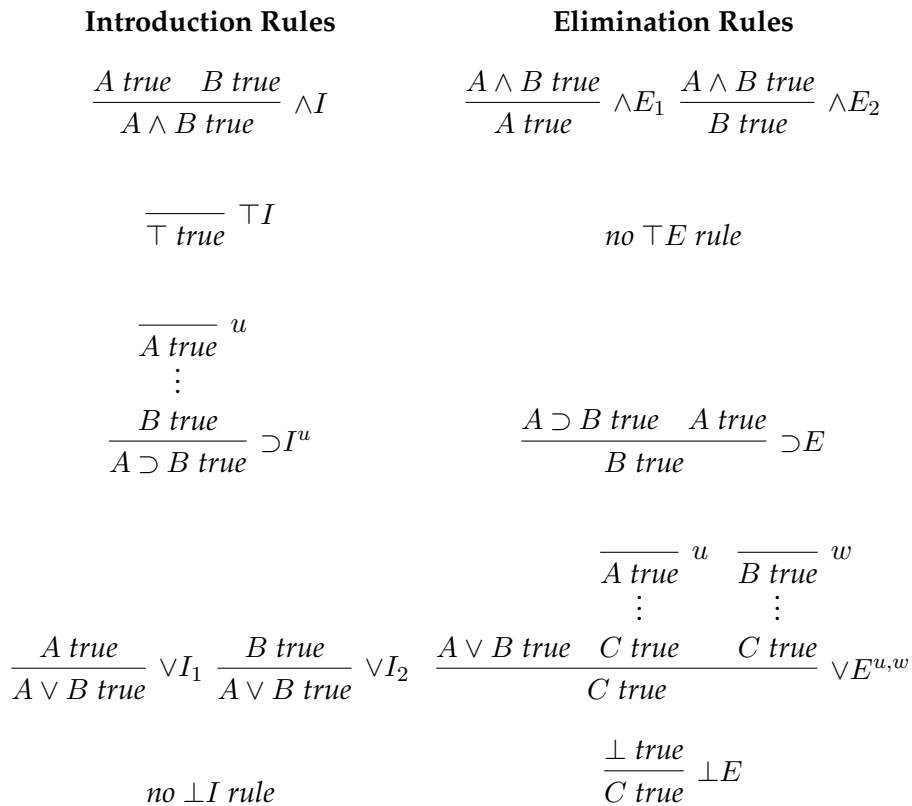 Introduction Rules Elimination Rules
A true B true
A ∧ B true ∧I
A ∧ B true
A true ∧E₁
A ∧ B true
B true ∧E₂
⊤ true ⊤I
no ⊤E rule
A true u
⋮
B true
A ⊃ B true ⊃Iᵘ
A ⊃ B true A true
B true ⊃E
A true
A ∨ B true ∨I₁
B true
A ∨ B true ∨I₂
A true u B true w
⋮ ⋮
A ∨ B true C true C true
C true ∨Eᵘ,ʷ
no ⊥I rule
⊥ true
C true ⊥E